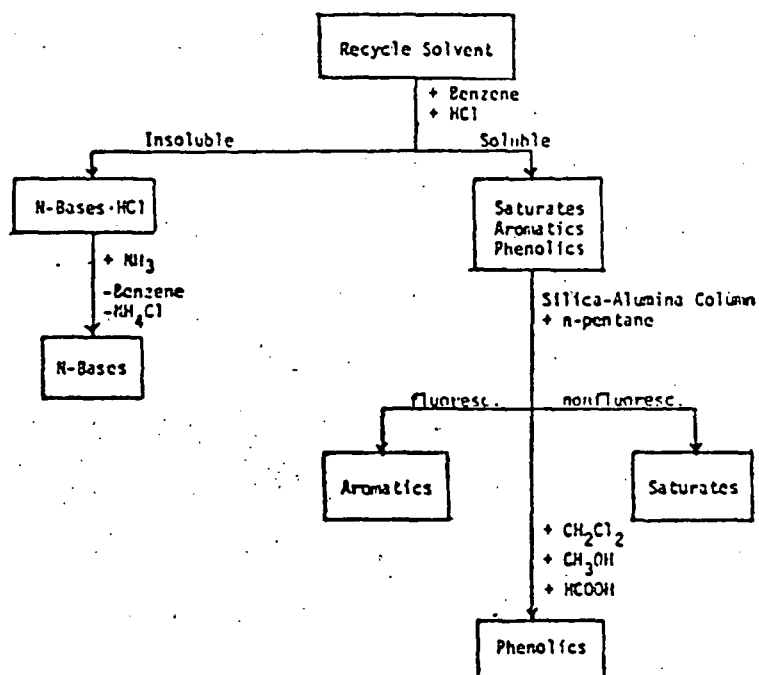 Recycle Solvent
+ Benzene
+ HCl
Insoluble
Soluble
N-Bases·HCl
Saturates
Aromatics
Phenolics
+ NH3
-Benzene
-NH4Cl
N-Bases
Silica-Alumina Column
+ n-pentane
fluoresc.
nonfluoresc.
Aromatics
Saturates
+ CH2Cl2
+ CH3OH
+ HCOOH
Phenolics